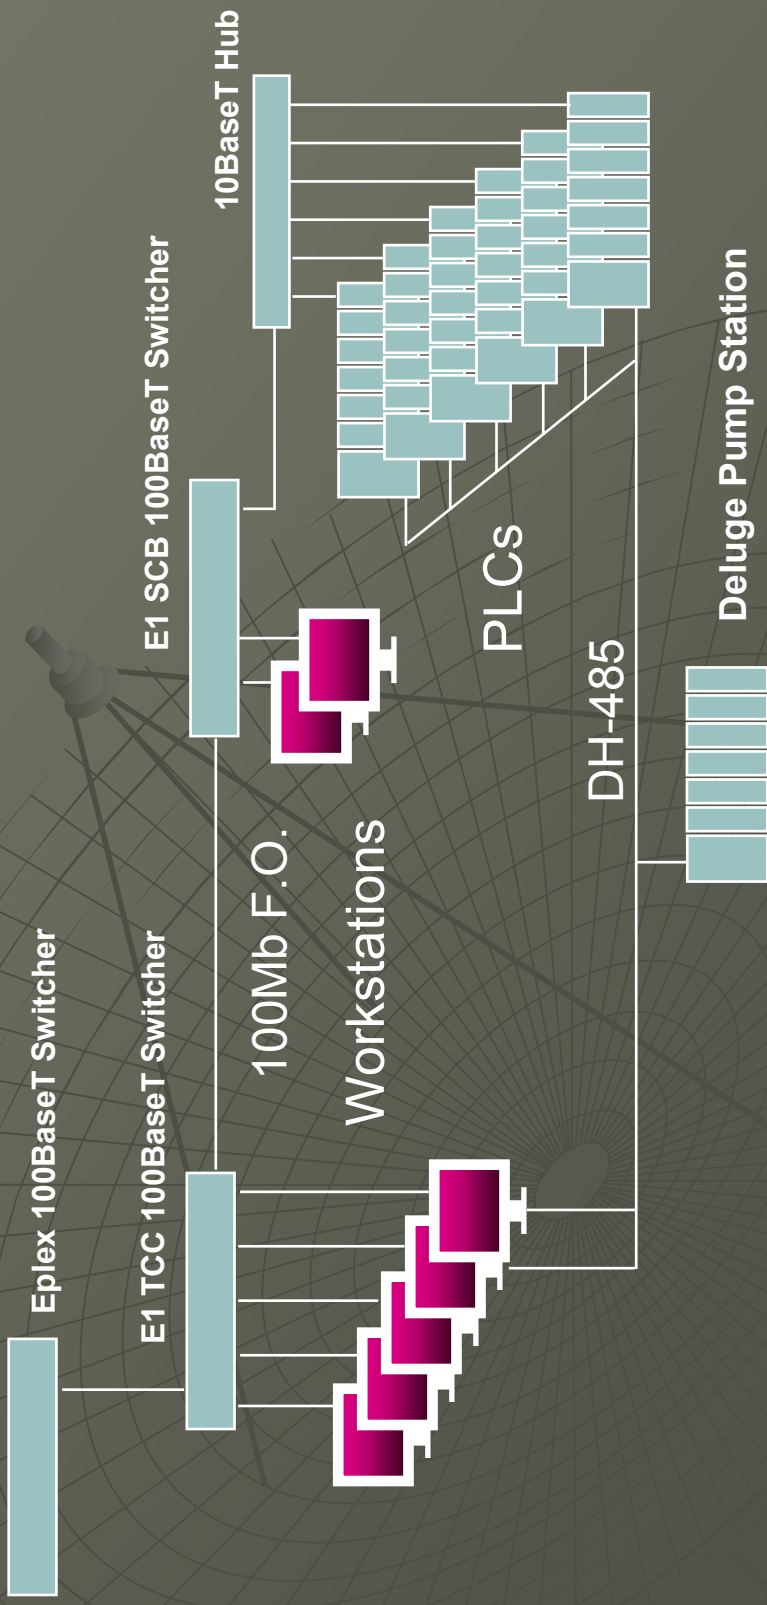 Eplex 100BaseT Switcher
E1 TCC 100BaseT Switcher
E1 SCB 100BaseT Switcher
10BaseT Hub
100Mb F.O.
Workstations
PLCs
DH-485
Deluge Pump Station